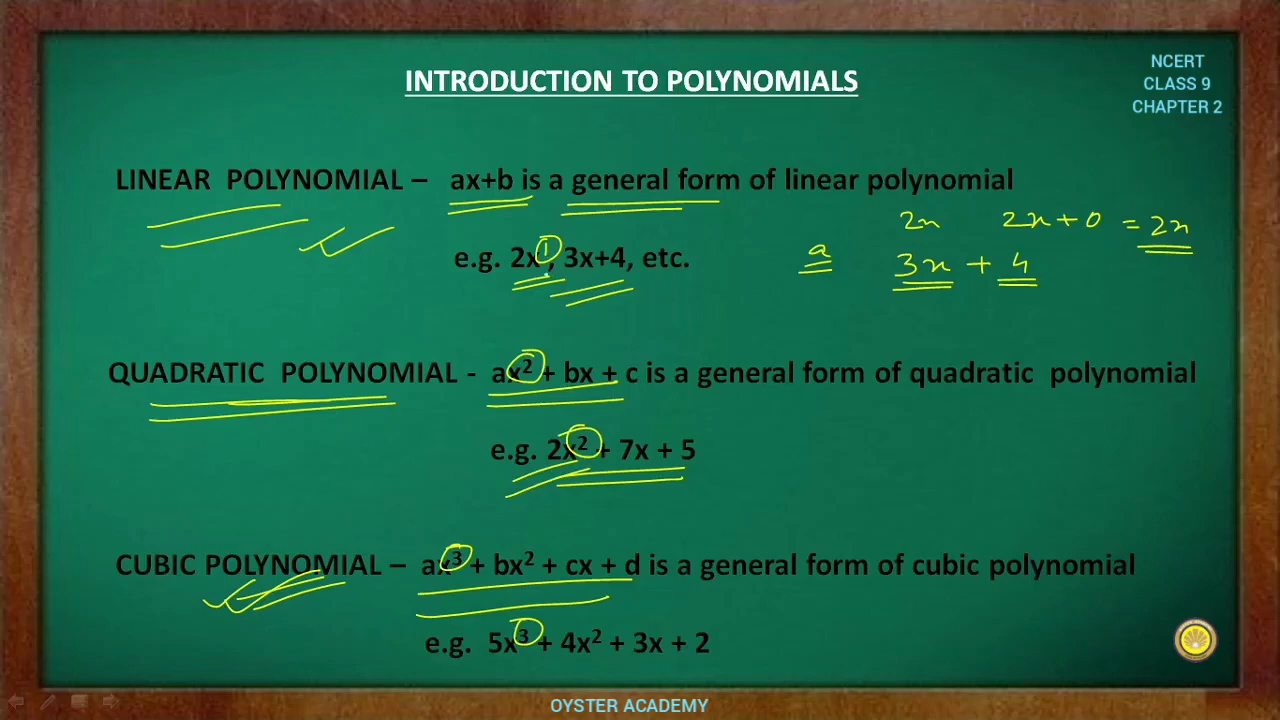 INTRODUCTION TO POLYNOMIALS
NCERT
CLASS 9
CHAPTER 2
LINEAR POLYNOMIAL – ax+b is a general form of linear polynomial
2x 2x+0 = 2x
e.g. 2x¹, 3x+4, etc.
a 3x + 4
QUADRATIC POLYNOMIAL - ax² + bx + c is a general form of quadratic polynomial
e.g. 2x² + 7x + 5
CUBIC POLYNOMIAL – ax³ + bx² + cx + d is a general form of cubic polynomial
e.g. 5x³ + 4x² + 3x + 2
OYSTER ACADEMY